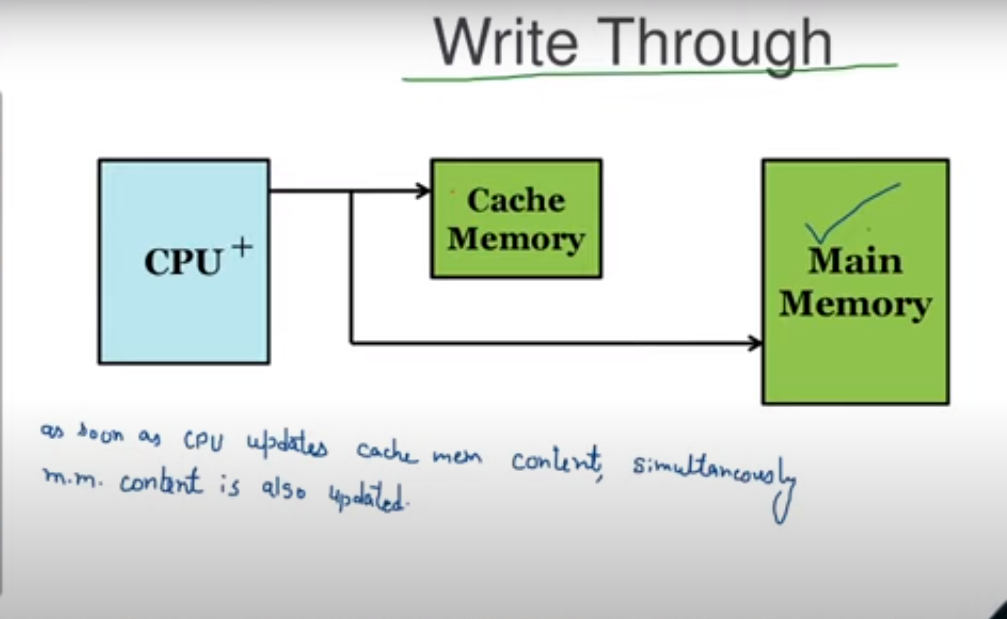 Write Through
CPU +
Cache
Memory
Main
Memory
as soon as CPU updates cache mem content, simultaneously
m.m. content is also updated.